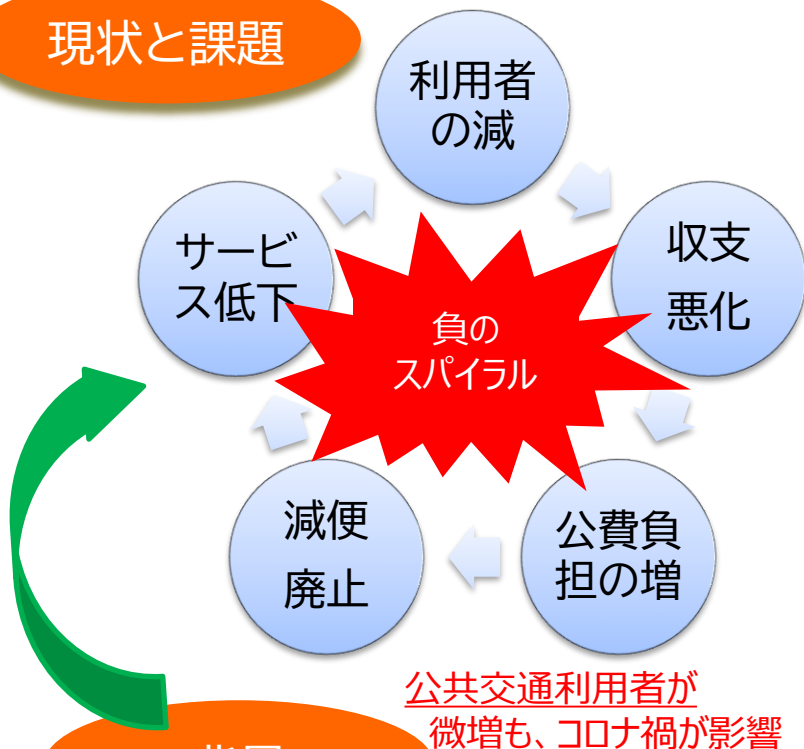 現状と課題
利用者
の減
収支
悪化
公費負
担の増
減便
廃止
サービ
ス低下
負の
スパイラル
公共交通利用者が
微増も、コロナ禍が影響